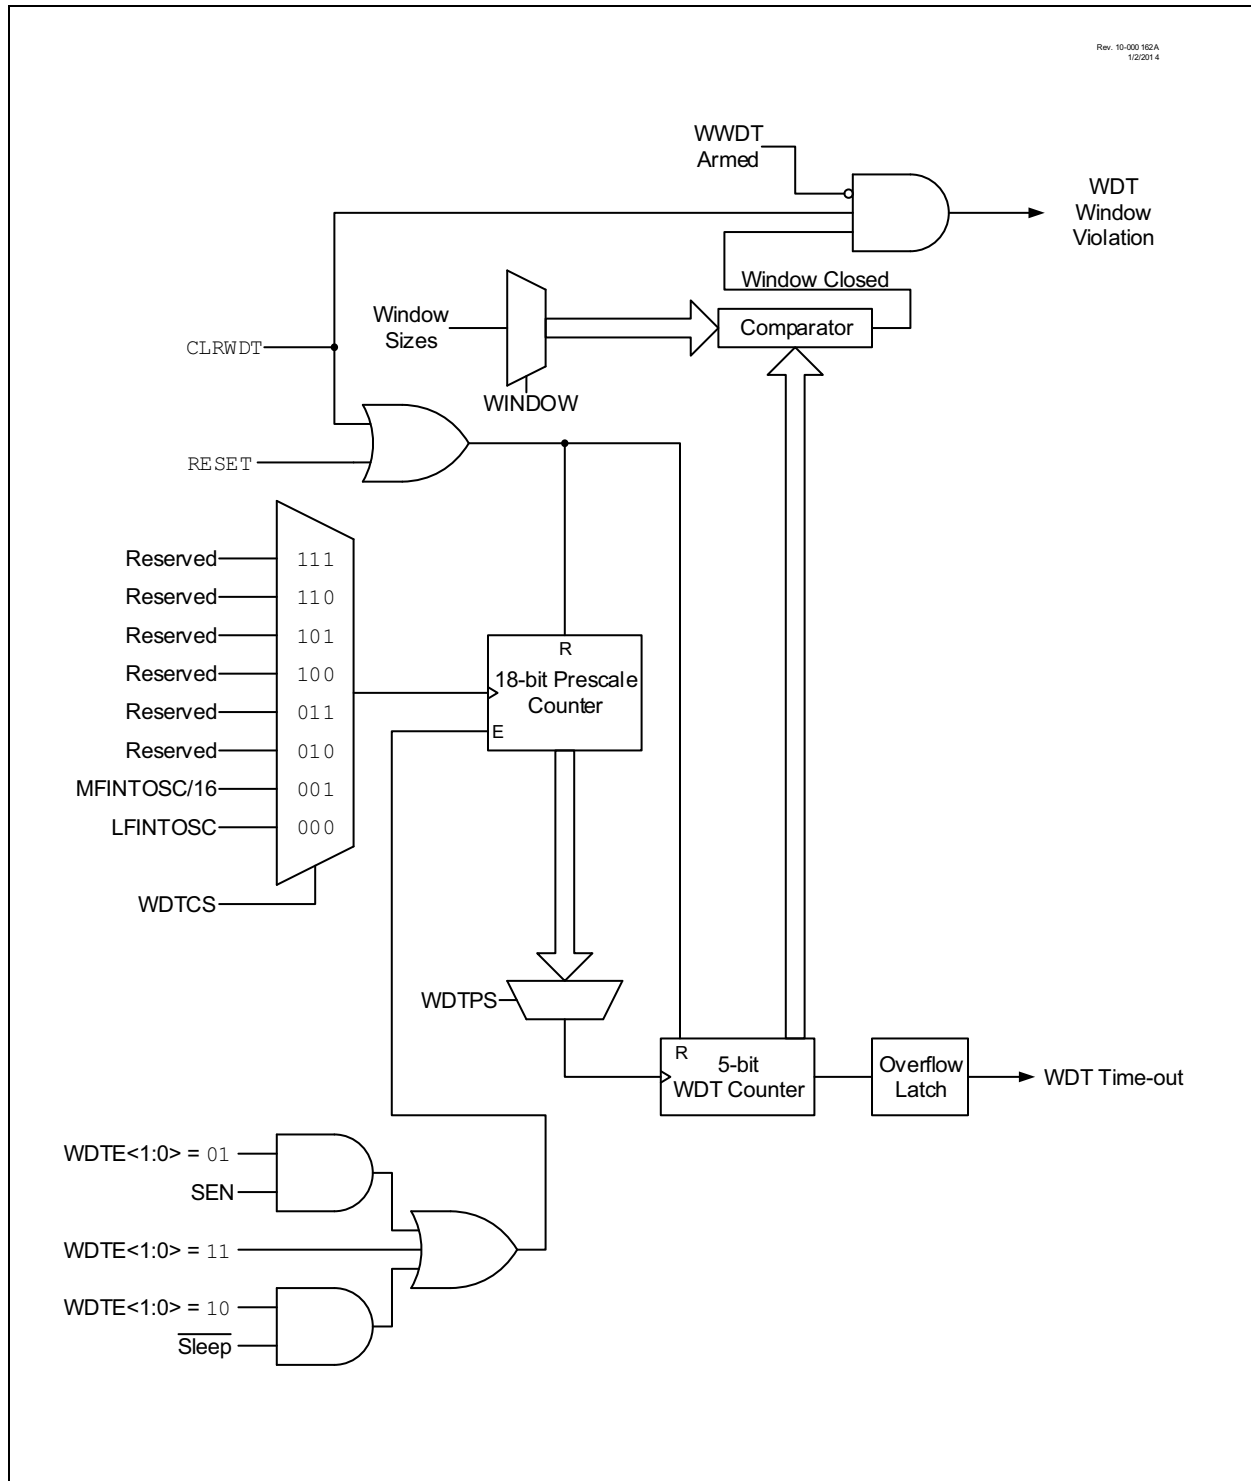 Rev. 10-000 162A
1/2/201 4
WWDT
Armed
WDT
Window
Violation
Window Closed
Window
Sizes
Comparator
CLRWDT
WINDOW
RESET
Reserved
111
Reserved
110
Reserved
101
Reserved
100
Reserved
011
Reserved
010
MFINTOSC/16
001
LFINTOSC
000
R
18-bit Prescale
Counter
E
WDTCS
WDTPS
R
5-bit
WDT Counter
Overflow
Latch
WDT Time-out
WDTE<1:0> = 01
SEN
WDTE<1:0> = 11
WDTE<1:0> = 10
Sleep